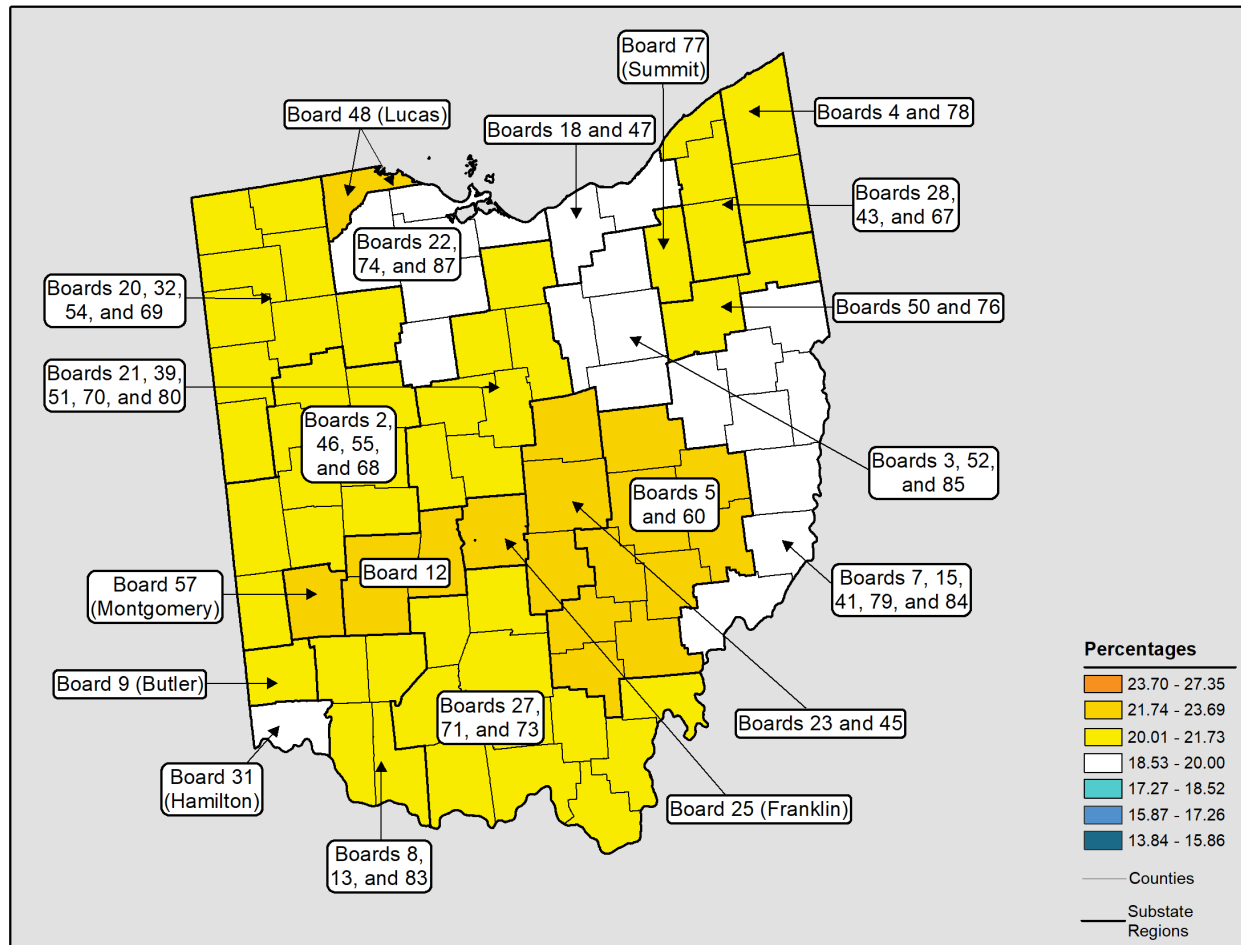 Board 77
(Summit)
Board 48 (Lucas)
Boards 18 and 47
Boards 4 and 78
Boards 28,
43, and 67
Boards 22,
74, and 87
Boards 20, 32,
54, and 69
Boards 50 and 76
Boards 21, 39,
51, 70, and 80
Boards 2,
46, 55,
and 68
Boards 3, 52,
and 85
Boards 5
and 60
Board 57
(Montgomery)
Board 12
Boards 7, 15,
41, 79, and 84
Board 9 (Butler)
Boards 27,
71, and 73
Boards 23 and 45
Board 31
(Hamilton)
Board 25 (Franklin)
Boards 8,
13, and 83
Percentages
23.70 - 27.35
21.74 - 23.69
20.01 - 21.73
18.53 - 20.00
17.27 - 18.52
15.87 - 17.26
13.84 - 15.86
Counties
Substate
Regions